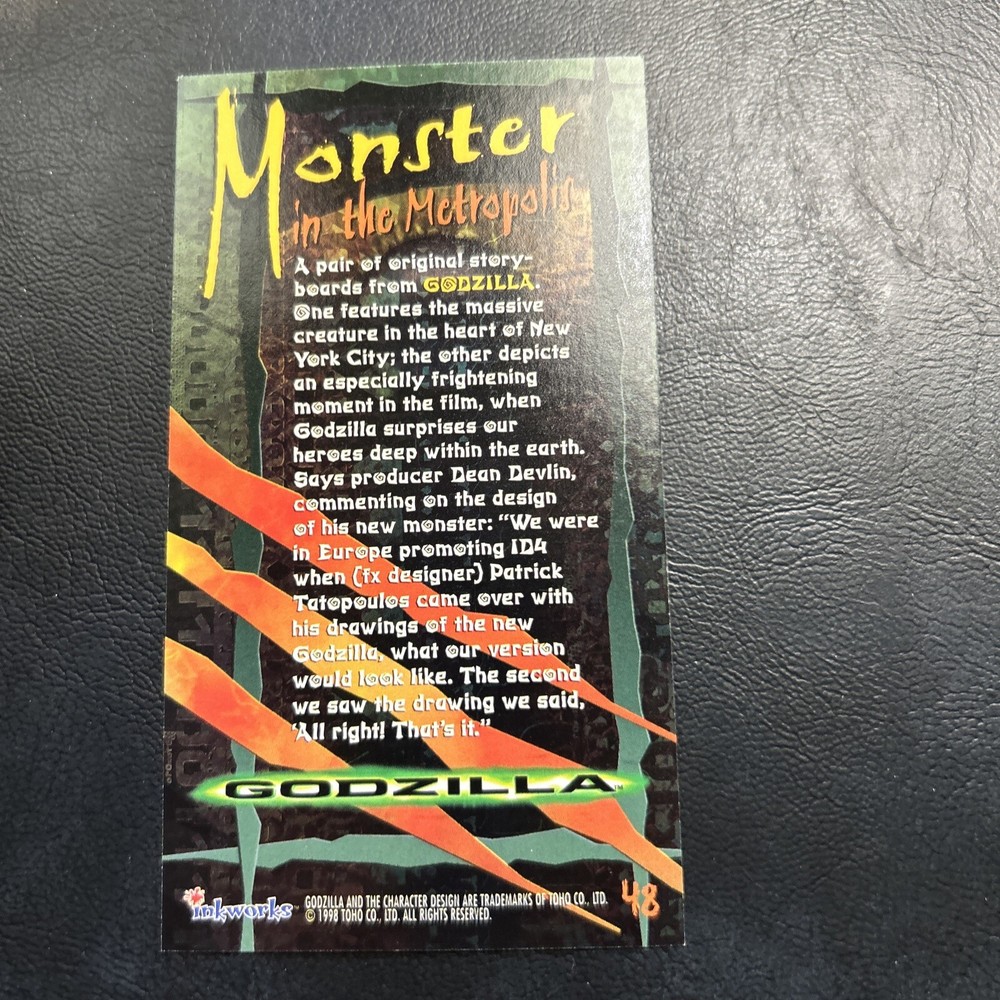 Monster
in the Metropolis
A pair of original story-
boards from GODZILLA.
One features the massive
creature in the heart of New
York City; the other depicts
an especially frightening
moment in the film, when
Godzilla surprises our
heroes deep within the earth.
Says producer Dean Devlin,
commenting on the design
of his new monster: “We were
in Europe promoting ID4
when (fx designer) Patrick
Tatopoulos came over with
his drawings of the new
Godzilla, what our version
would look like. The second
we saw the drawing we said,
‘All right! That’s it.”
GODZILLA™
inkworks™
GODZILLA AND THE CHARACTER DESIGN ARE TRADEMARKS OF TOHO CO., LTD.
© 1998 TOHO CO., LTD. ALL RIGHTS RESERVED.
48